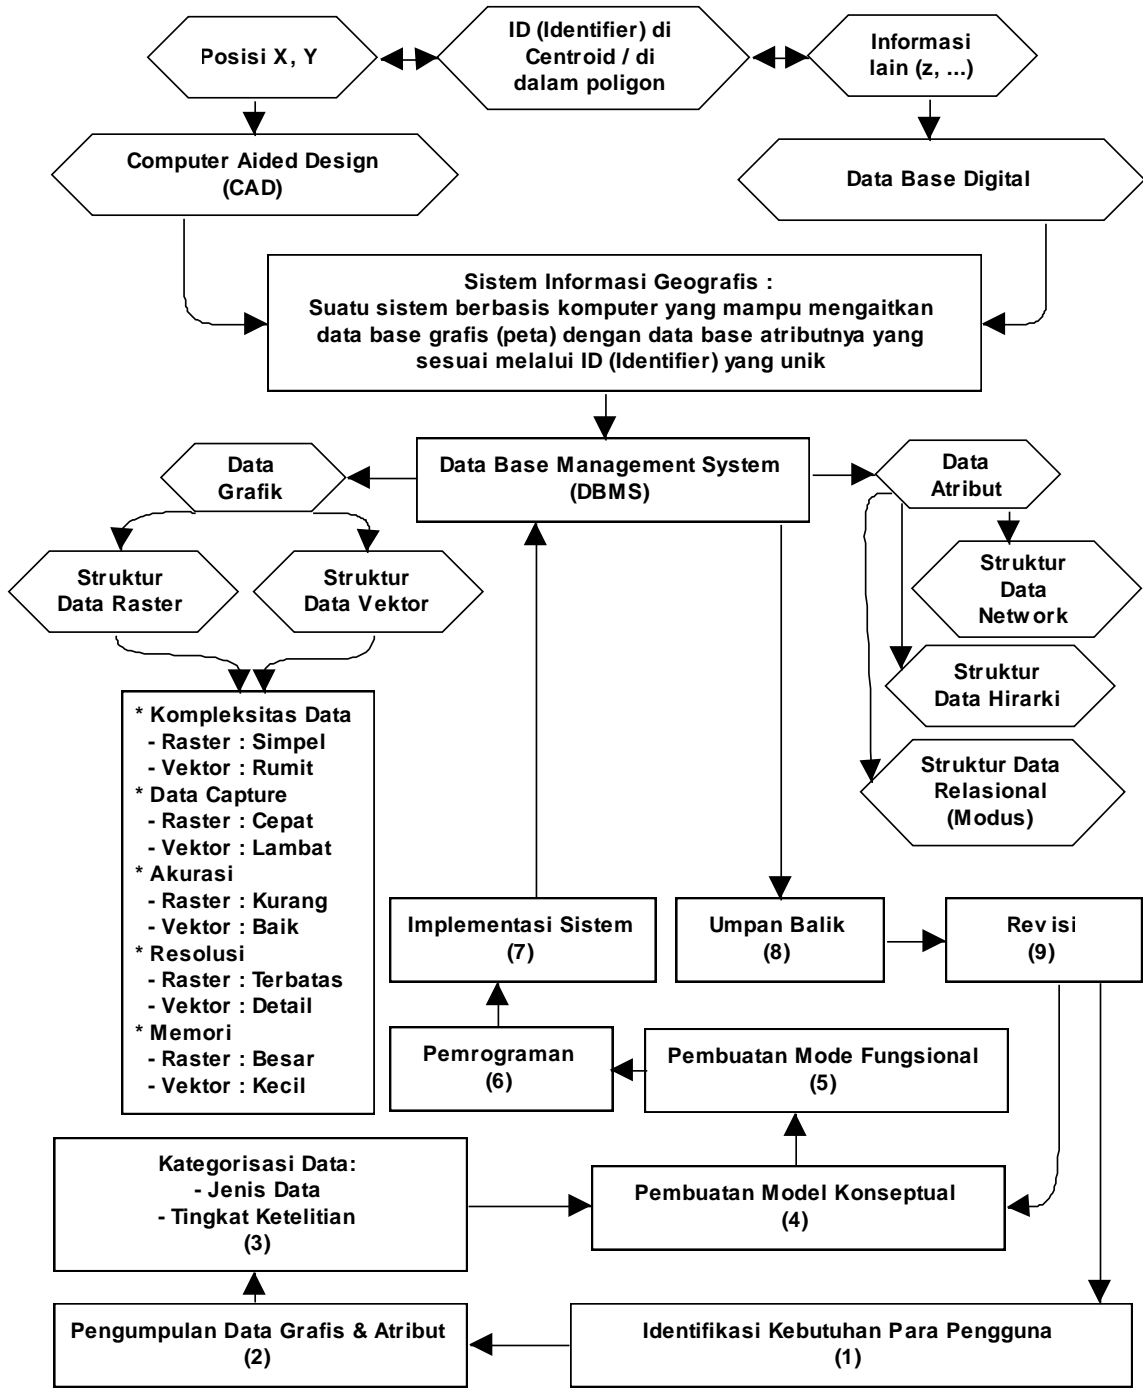 Posisi X, Y
ID (Identifier) di
Centroid / di
dalam poligon
Informasi
lain (z, ...)
Computer Aided Design
(CAD)
Data Base Digital
Sistem Informasi Geografis :
Suatu sistem berbasis komputer yang mampu mengaitkan
data base grafis (peta) dengan data base atributnya yang
sesuai melalui ID (Identifier) yang unik
Data
Grafik
Data Base Management System
(DBMS)
Data
Atribut
Struktur
Data Raster
Struktur
Data Vektor
Struktur
Data
Network
Struktur
Data Hirarki
Struktur Data
Relasional
(Modus)
* Kompleksitas Data
- Raster : Simpel
- Vektor : Rumit
* Data Capture
- Raster : Cepat
- Vektor : Lambat
* Akurasi
- Raster : Kurang
- Vektor : Baik
* Resolusi
- Raster : Terbatas
- Vektor : Detail
* Memori
- Raster : Besar
- Vektor : Kecil
Implementasi Sistem
(7)
Umpan Balik
(8)
Revisi
(9)
Pemrograman
(6)
Pembuatan Mode Fungsional
(5)
Kategorisasi Data:
- Jenis Data
- Tingkat Ketelitian
(3)
Pembuatan Model Konseptual
(4)
Pengumpulan Data Grafis & Atribut
(2)
Identifikasi Kebutuhan Para Pengguna
(1)